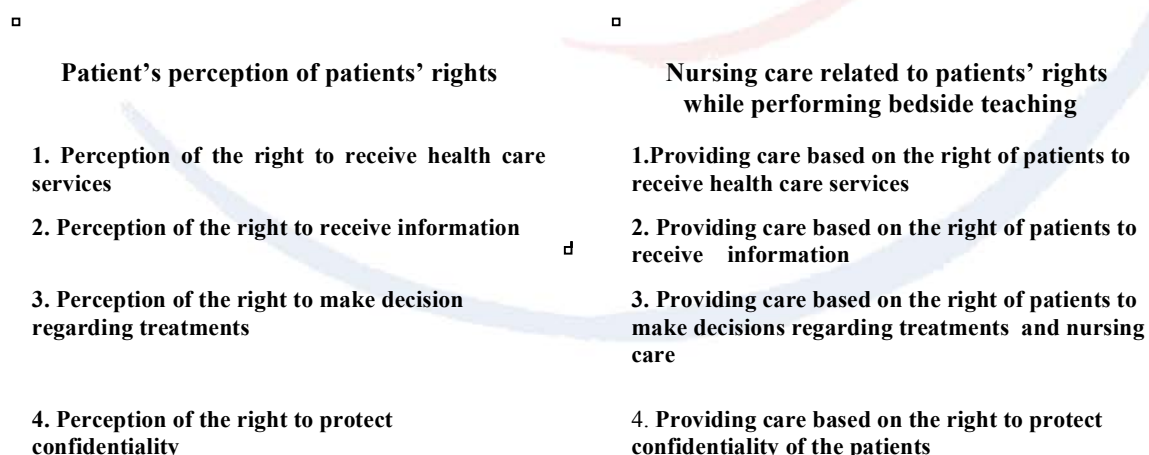 Patient’s perception of patients’ rights
1. Perception of the right to receive health care
services
2. Perception of the right to receive information
3. Perception of the right to make decision
regarding treatments
4. Perception of the right to protect
confidentiality
Nursing care related to patients’ rights
while performing bedside teaching
1.Providing care based on the right of patients to
receive health care services
2. Providing care based on the right of patients to
receive information
3. Providing care based on the right of patients to
make decisions regarding treatments and nursing
care
4. Providing care based on the right to protect
confidentiality of the patients